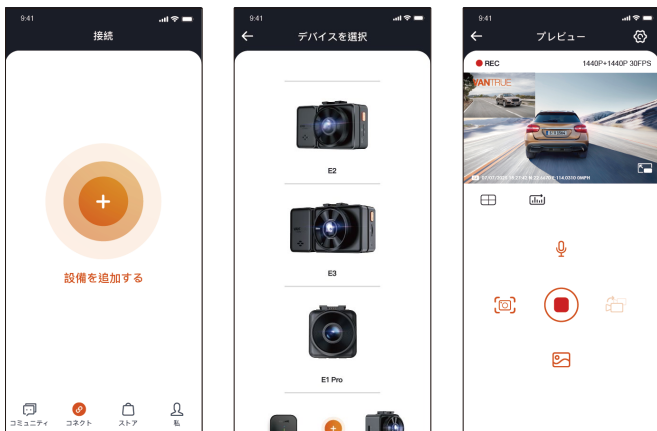 9:41
接続
設備を追加する
コミュニティ
コネクト
ストア
私
9:41
デバイスを選択
E2
E3
E1 Pro
9:41
プレビュー
REC
1440P+1440P 30FPS
VANTRUE